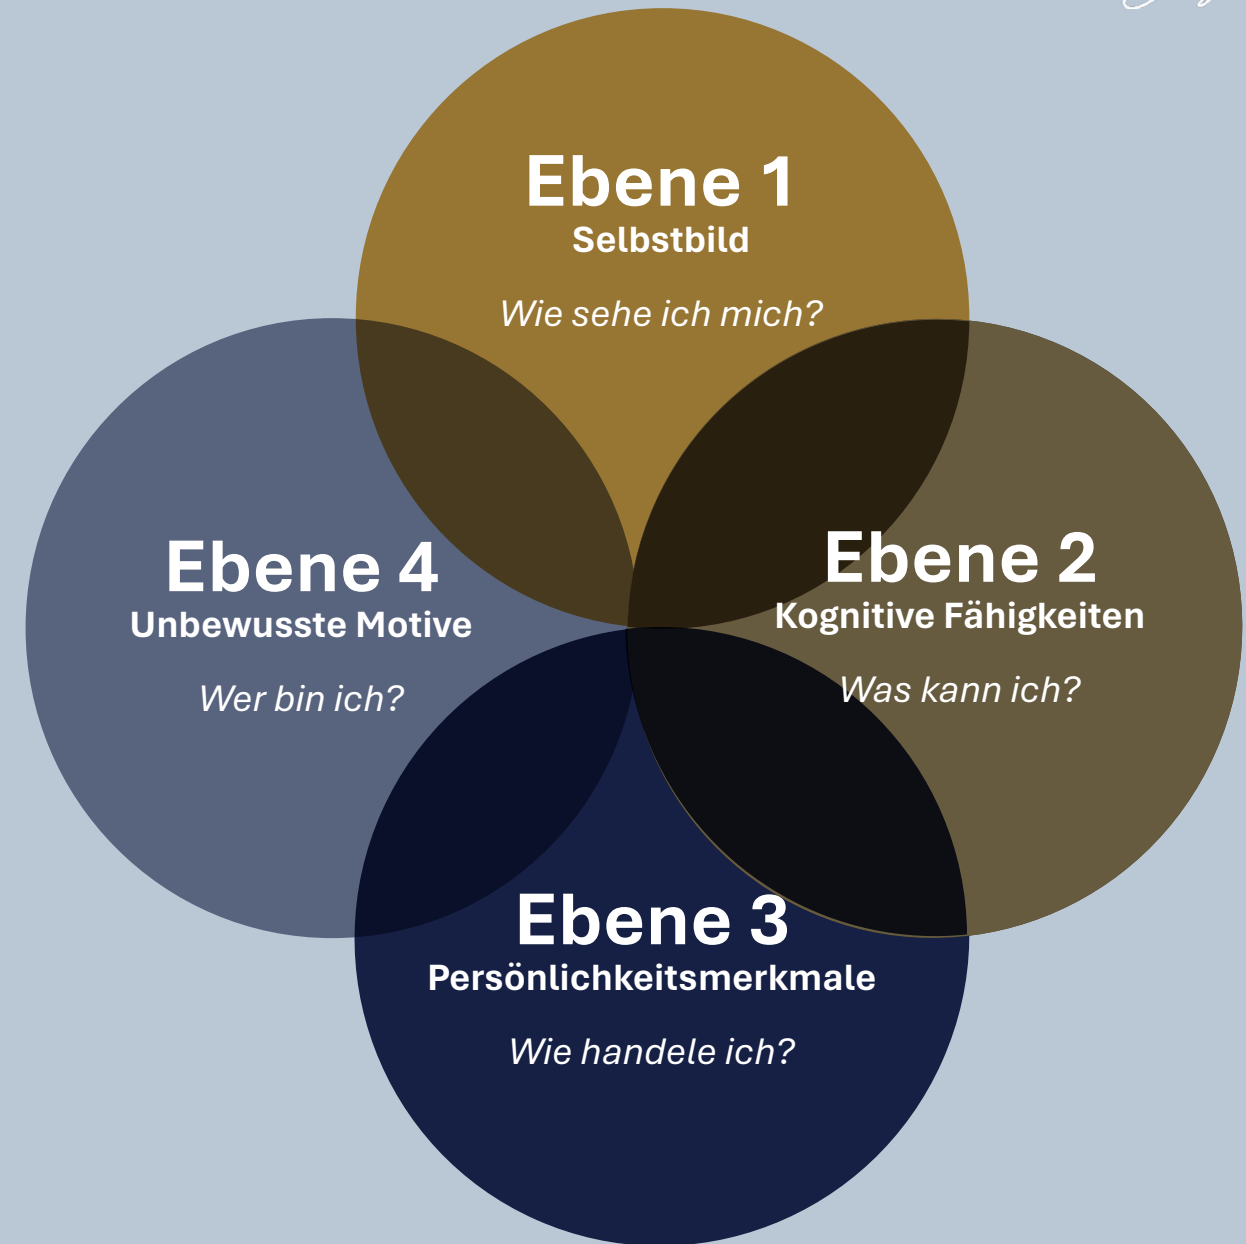 Ebene 1
Selbstbild
Wie sehe ich mich?
Ebene 2
Kognitive Fähigkeiten
Was kann ich?
Ebene 3
Persönlichkeitsmerkmale
Wie handele ich?
Ebene 4
Unbewusste Motive
Wer bin ich?